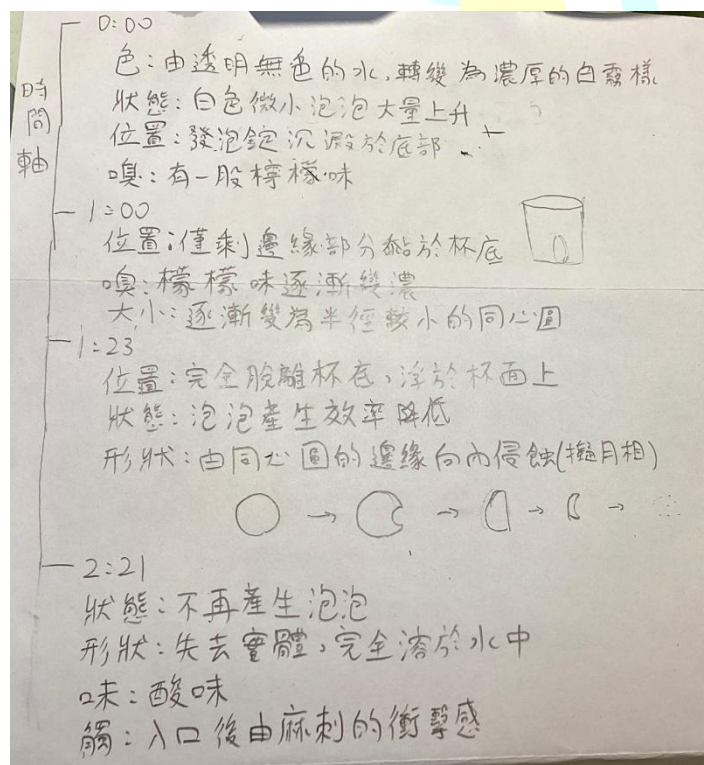 0:00
色:由透明無色的水,轉變為濃厚的白霧樣
狀態:白色微小泡泡大量上升
位置:發泡錠沉澱於底部
嗅:有一股檸檬味
時間軸
1:00
位置:僅剩邊緣部分黏於杯底
嗅:檬檬味逐漸變濃
大小:逐漸變為半徑較小的同心圓
1:23
位置:完全脫離杯底,浮於杯面上
狀態:泡泡產生效率降低
形狀:由同心圓的邊緣向內侵蝕(擬月相)
2:21
狀態:不再產生泡泡
形狀:失去實體,完全溶於水中
味:酸味
觸:入口後由麻刺的衝擊感